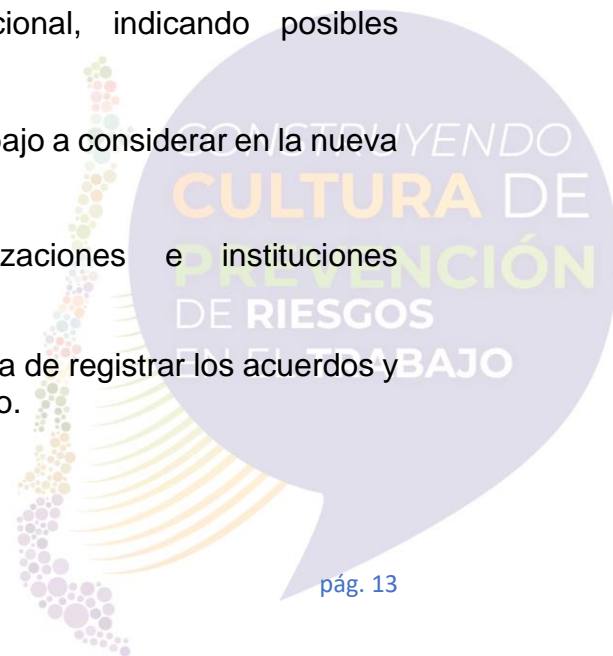 cional, indicando posibles
bajo a considerar en la nueva
zaciones e instituciones
a de registrar los acuerdos y
o.
CONSTRUYENDO
CULTURA DE
PREVENCIÓN
DE RIESGOS
EN EL TRABAJO
pág. 13